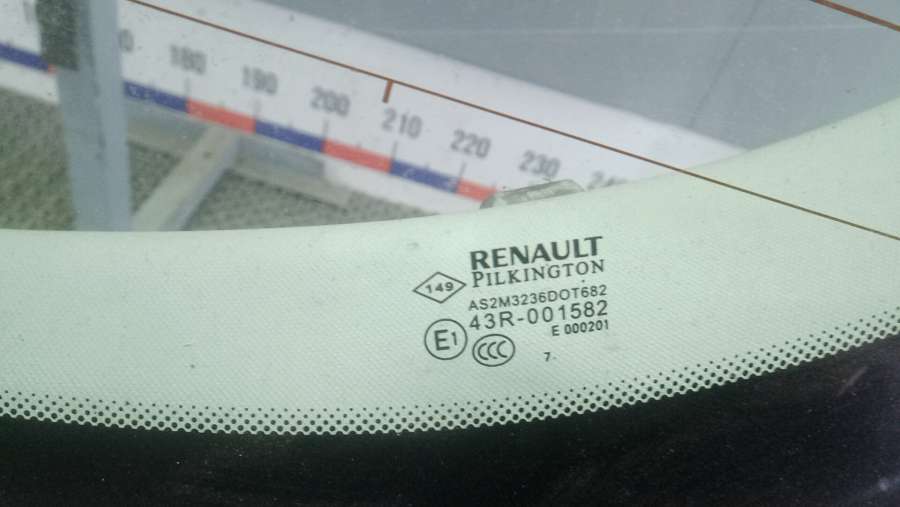 180 190 200 210 220 230
RENAULT
PILKINGTON
149
AS2M3236DOT682
43R-001582
E1
E 000201
CCC
7.